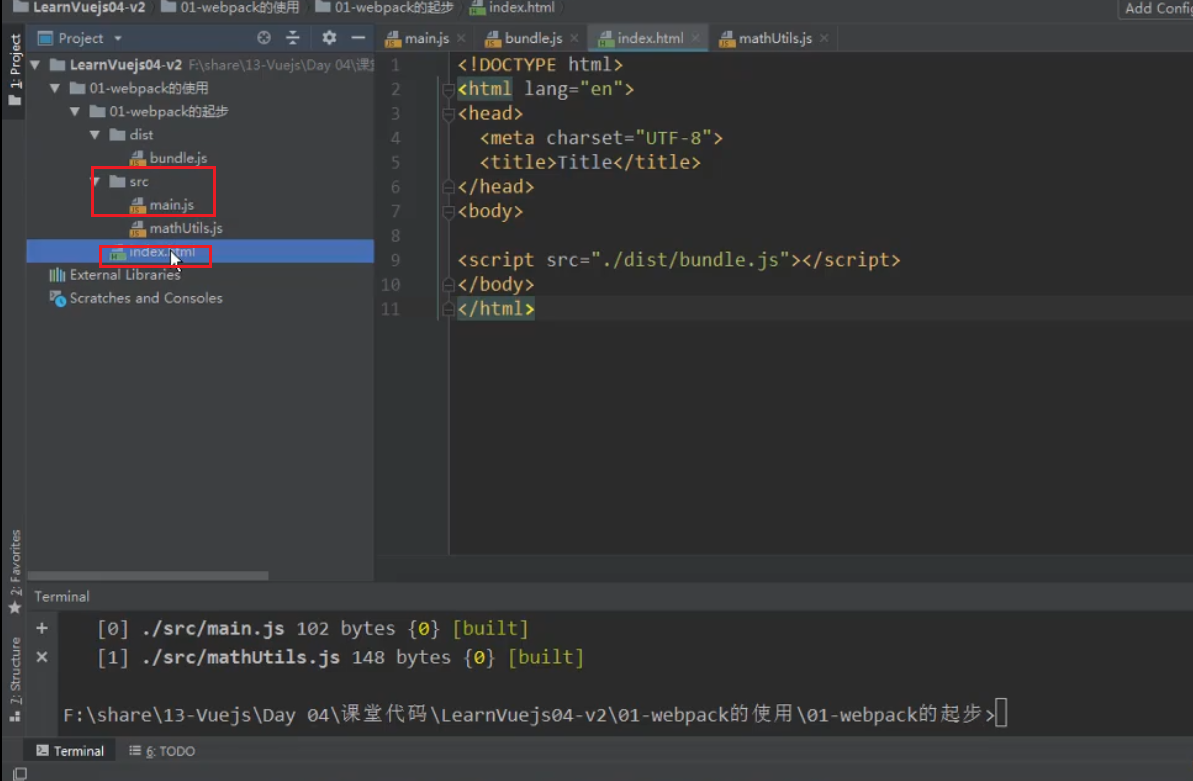 LearnVuejs04-v2 01-webpack的使用 01-webpack的起步 index.html
Add Confi
1: Project
Project
main.js bundle.js index.html mathUtils.js
LearnVuejs04-v2 F:\share\13-Vuejs\Day 04\课
01-webpack的使用
01-webpack的起步
dist
bundle.js
src
main.js
mathUtils.js
index.html
External Libraries
Scratches and Consoles
1 <!DOCTYPE html>
2 <html lang="en">
3 <head>
4 <meta charset="UTF-8">
5 <title>Title</title>
6 </head>
7 <body>
8
9 <script src="./dist/bundle.js"></script>
10 </body>
11 </html>
2: Favorites
7: Structure
Terminal
[0] ./src/main.js 102 bytes {0} [built]
[1] ./src/mathUtils.js 148 bytes {0} [built]
F:\share\13-Vuejs\Day 04\课堂代码\LearnVuejs04-v2\01-webpack的使用\01-webpack的起步>
Terminal 6: TODO